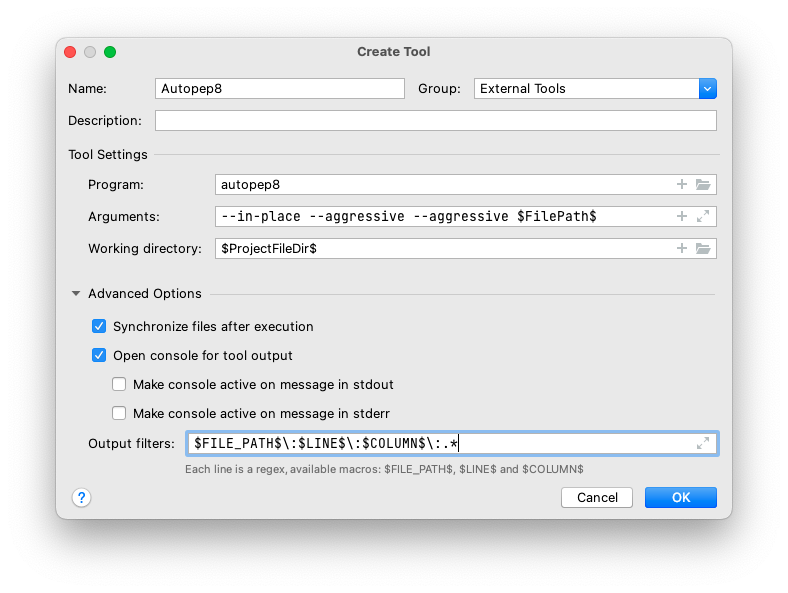 Create Tool
Name: Autopep8 Group: External Tools
Description:
Tool Settings
Program: autopep8
Arguments: --in-place --aggressive --aggressive $FilePath$
Working directory: $ProjectFileDir$
Advanced Options
Synchronize files after execution
Open console for tool output
Make console active on message in stdout
Make console active on message in stderr
Output filters: $FILE_PATH$\:$LINE$\:$COLUMN$\:.*
Each line is a regex, available macros: $FILE_PATH$, $LINE$ and $COLUMN$
? Cancel OK